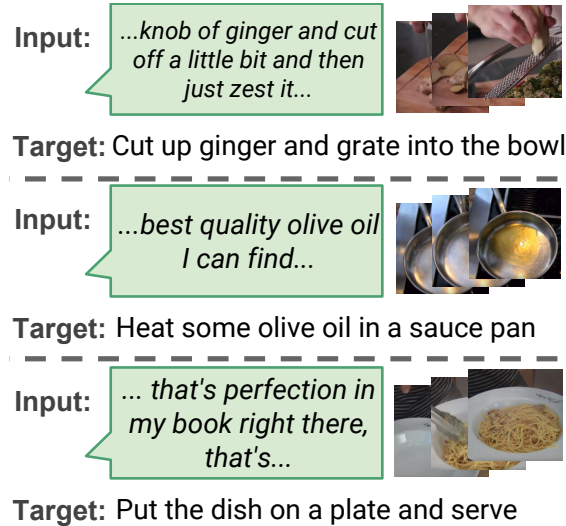 Input:
...knob of ginger and cut
off a little bit and then
just zest it...
Target: Cut up ginger and grate into the bowl
Input:
...best quality olive oil
I can find...
Target: Heat some olive oil in a sauce pan
Input:
... that's perfection in
my book right there,
that's...
Target: Put the dish on a plate and serve